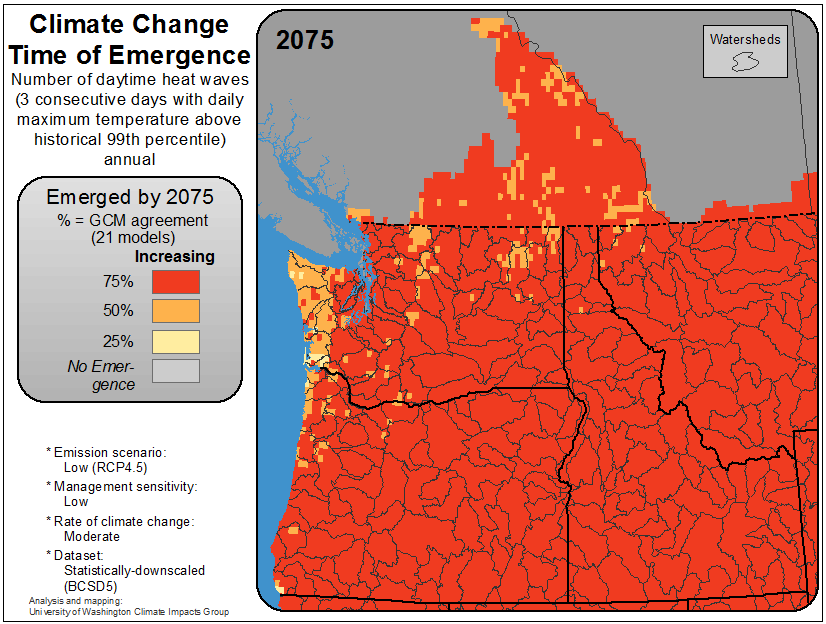 Climate Change
Time of Emergence
Number of daytime heat waves
(3 consecutive days with daily
maximum temperature above
historical 99th percentile)
annual
Emerged by 2075
% = GCM agreement
(21 models)
Increasing
75%
50%
25%
No Emer-
gence
* Emission scenario:
Low (RCP4.5)
* Management sensitivity:
Low
* Rate of climate change:
Moderate
* Dataset:
Statistically-downscaled
(BCSD5)
Analysis and mapping:
University of Washington Climate Impacts Group
2075
Watersheds